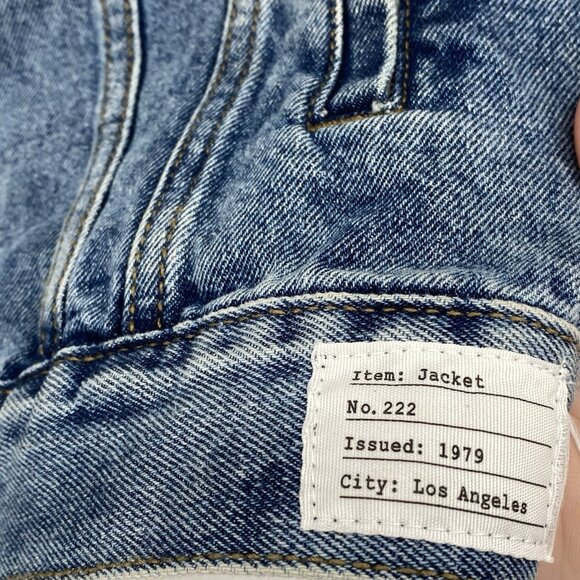 Item: Jacket
No.222
Issued: 1979
City: Los Angeles